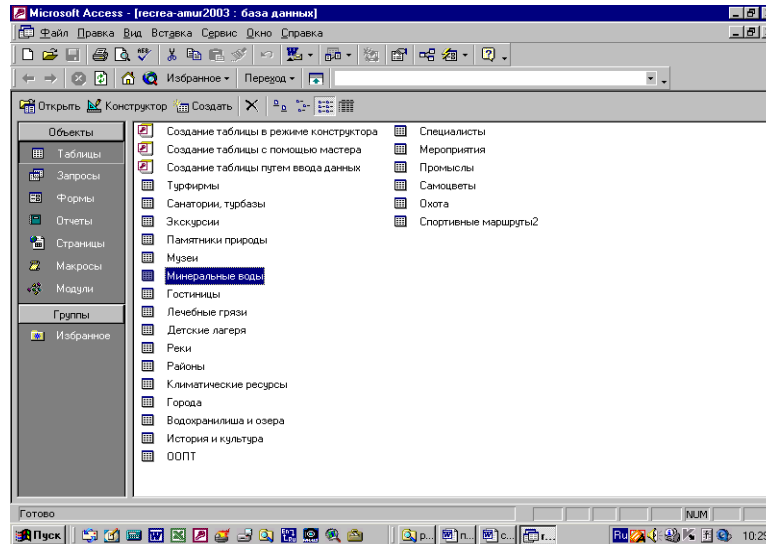 Microsoft Access - [recrea-amur2003 : база данных]
Файл Правка Вид Вставка Сервис Окно Справка
Избранное Переход
Открыть Конструктор Создать
Объекты
Таблицы
Запросы
Формы
Отчеты
Страницы
Макросы
Модули
Группы
Избранное
Создание таблицы в режиме конструктора
Создание таблицы с помощью мастера
Создание таблицы путем ввода данных
Турфирмы
Санатории, турбазы
Экскурсии
Памятники природы
Музеи
Минеральные воды
Гостиницы
Лечебные грязи
Детские лагеря
Реки
Районы
Климатические ресурсы
Города
Водохранилиша и озера
История и культура
ООПТ
Специалисты
Мероприятия
Промыслы
Самоцветы
Охота
Спортивные маршруты2
Готово
NUM
Пуск
р...
п...
с...
r...
Ru
10:29